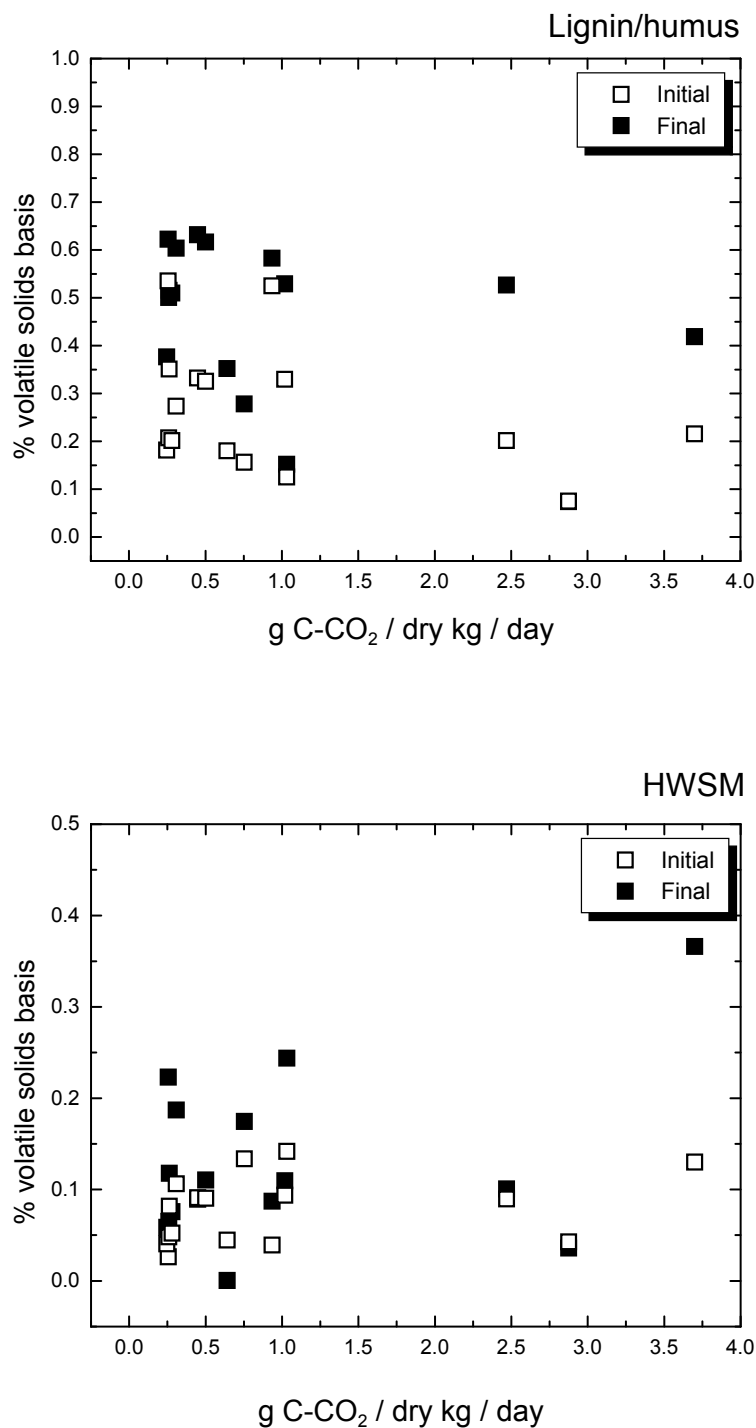 Lignin/humus
1.0
0.9
0.8
0.7
0.6
0.5
0.4
0.3
0.2
0.1
0.0
% volatile solids basis
Initial
Final
0.0 0.5 1.0 1.5 2.0 2.5 3.0 3.5 4.0
g C-CO₂ / dry kg / day
HWSM
0.5
0.4
0.3
0.2
0.1
0.0
% volatile solids basis
Initial
Final
0.0 0.5 1.0 1.5 2.0 2.5 3.0 3.5 4.0
g C-CO₂ / dry kg / day